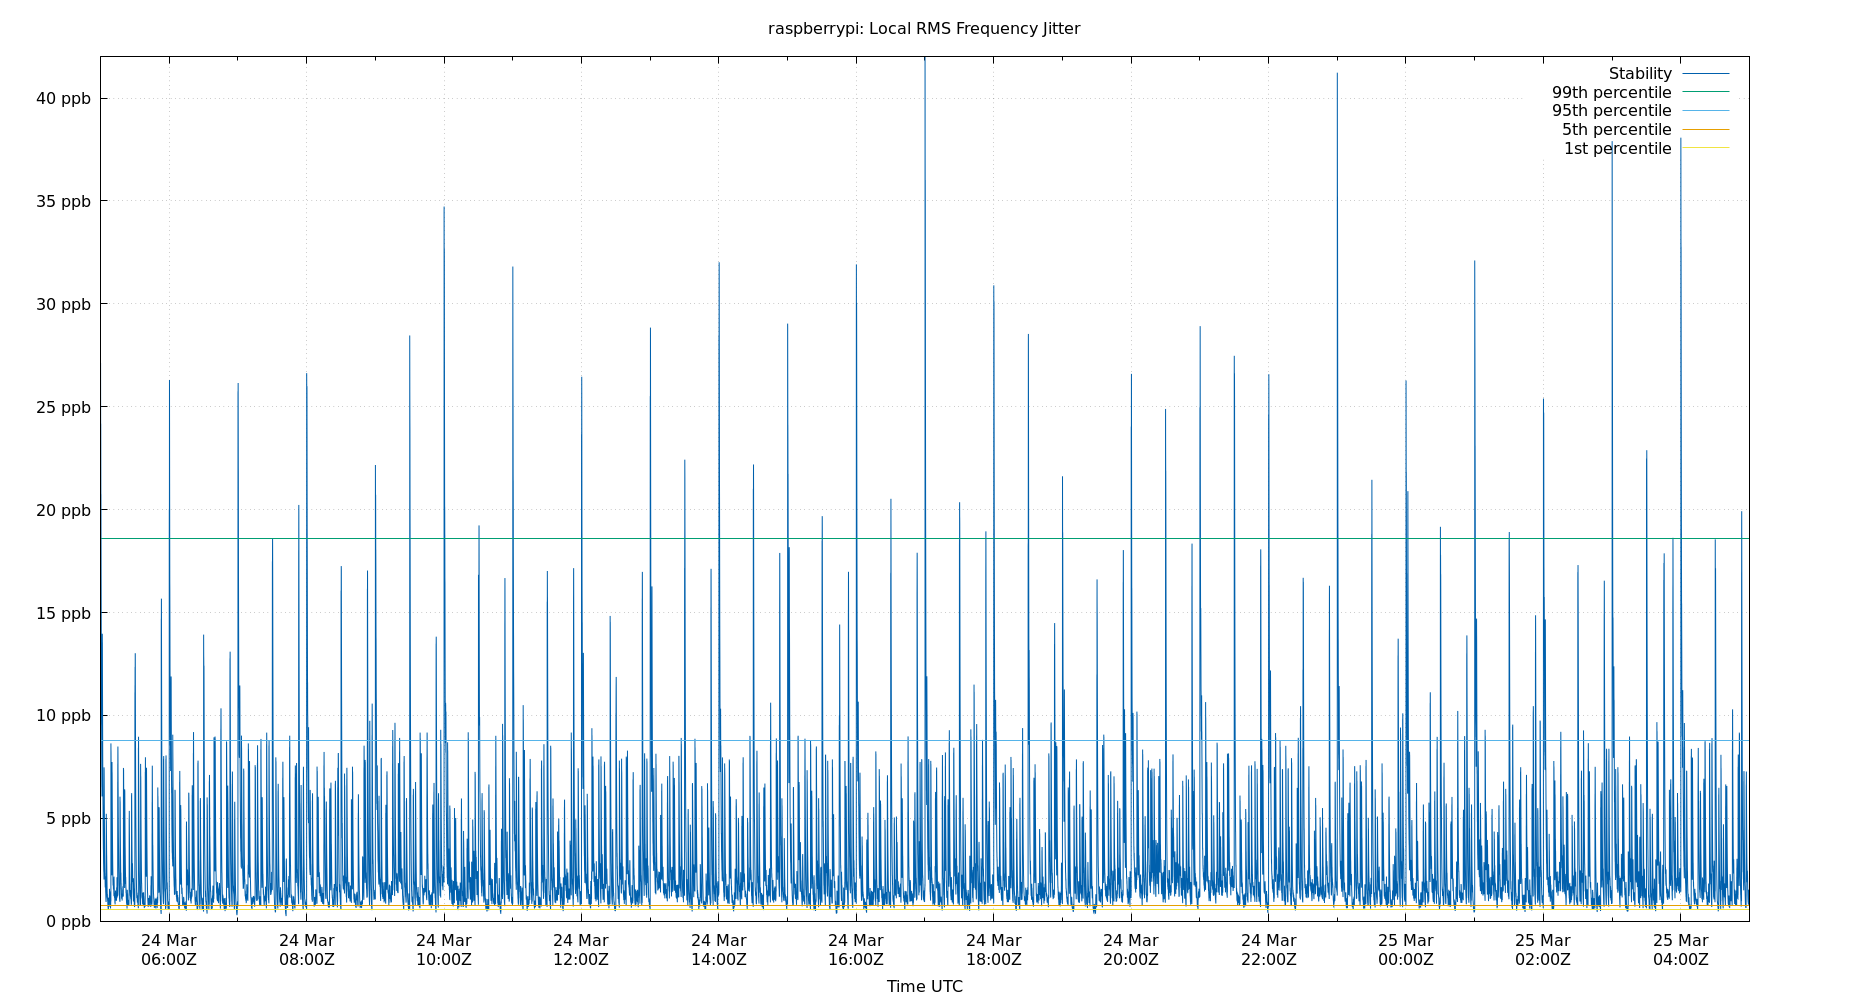 raspberrypi: Local RMS Frequency Jitter
Stability
99th percentile
95th percentile
5th percentile
1st percentile
40 ppb
35 ppb
30 ppb
25 ppb
20 ppb
15 ppb
10 ppb
5 ppb
0 ppb
24 Mar 24 Mar 24 Mar 24 Mar 24 Mar 24 Mar 24 Mar 24 Mar 24 Mar 25 Mar 25 Mar 25 Mar
06:00Z 08:00Z 10:00Z 12:00Z 14:00Z 16:00Z 18:00Z 20:00Z 22:00Z 00:00Z 02:00Z 04:00Z
Time UTC